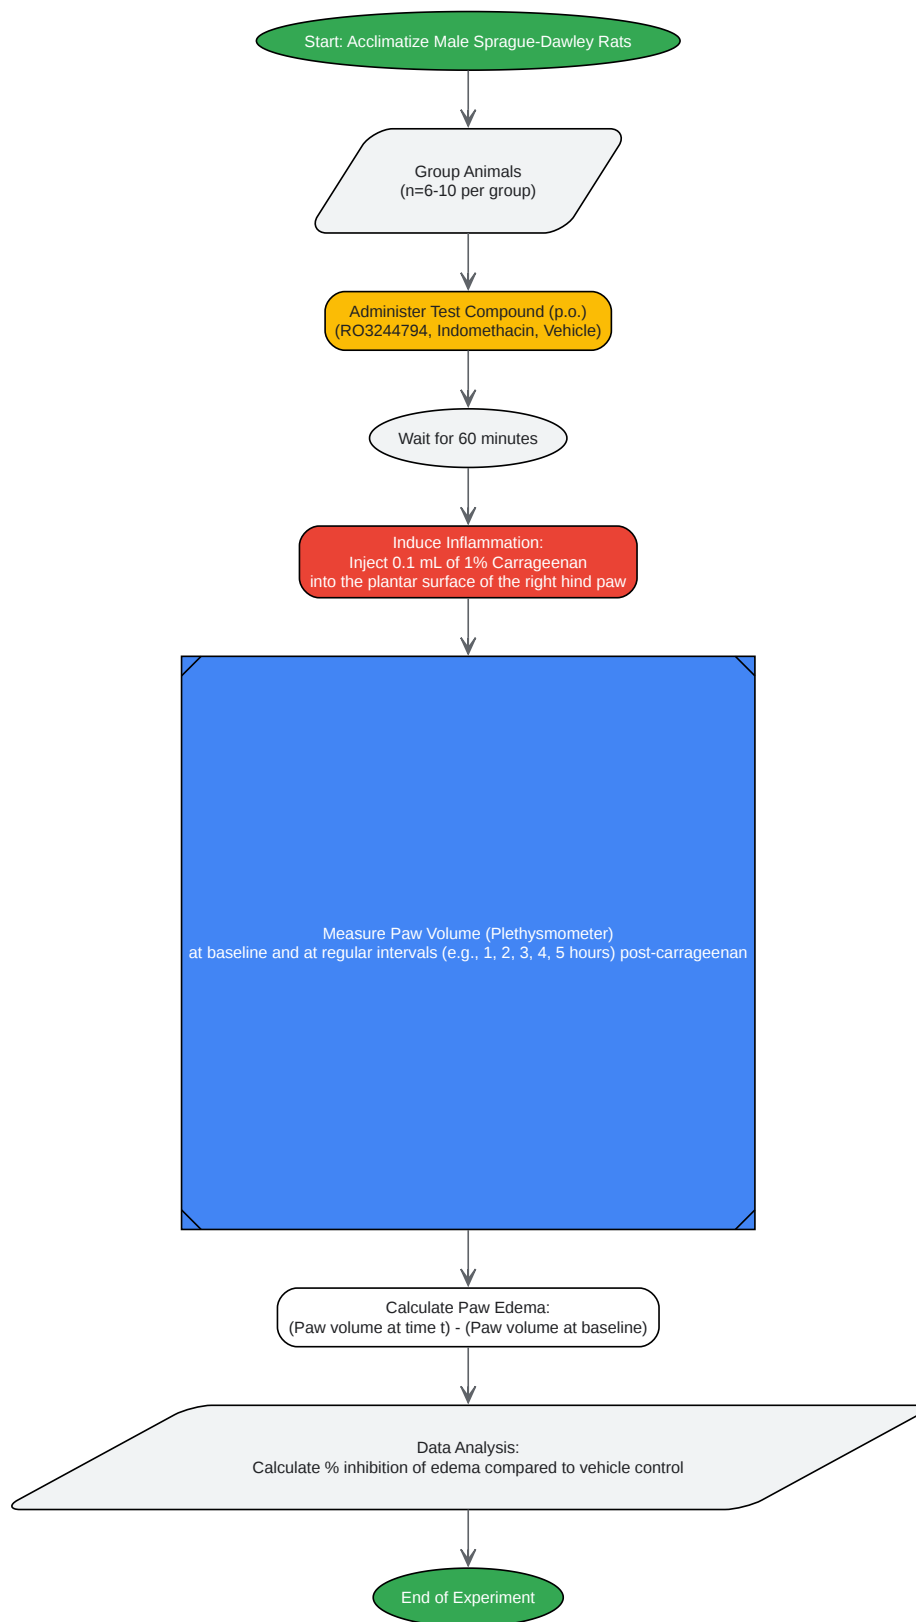 Start: Acclimatize Male Sprague-Dawley Rats
Group Animals
(n=6-10 per group)
Administer Test Compound (p.o.)
(RO3244794, Indomethacin, Vehicle)
Wait for 60 minutes
Induce Inflammation:
Inject 0.1 mL of 1% Carrageenan
into the plantar surface of the right hind paw
Measure Paw Volume (Plethysmometer)
at baseline and at regular intervals (e.g., 1, 2, 3, 4, 5 hours) post-carrageenan
Calculate Paw Edema:
(Paw volume at time t) - (Paw volume at baseline)
Data Analysis:
Calculate % inhibition of edema compared to vehicle control
End of Experiment